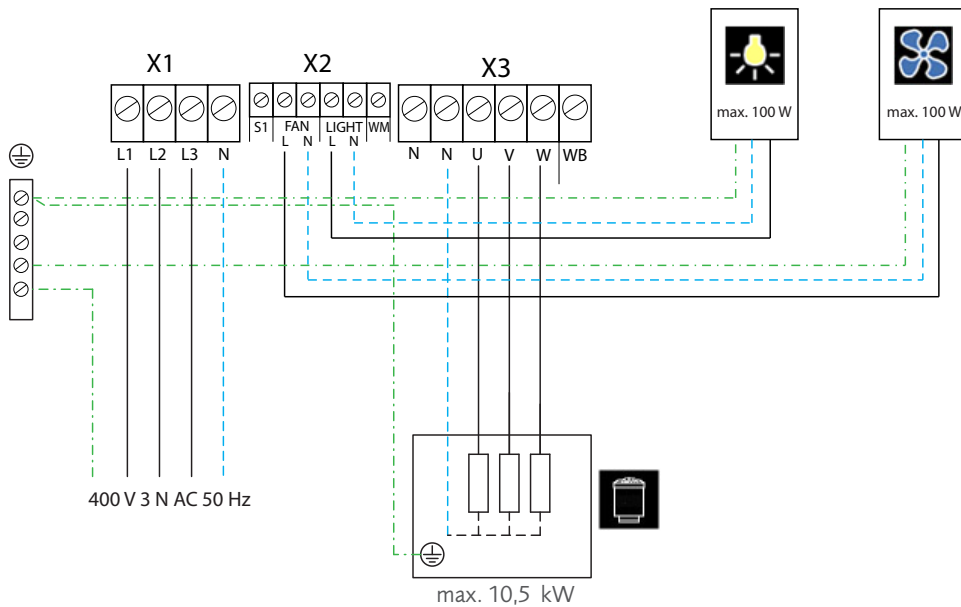 X1 X2 X3
max. 100 W max. 100 W
S1 FAN LIGHT WM
L N L N
L1 L2 L3 N
N N U V W WB
400 V 3 N AC 50 Hz
max. 10,5 kW